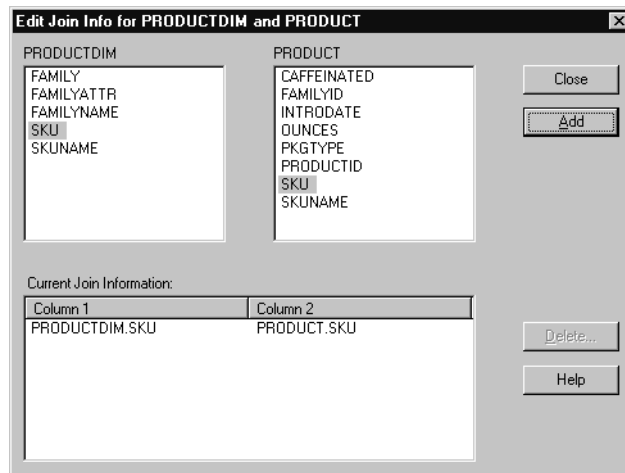 Edit Join Info for PRODUCTDIM and PRODUCT
PRODUCTDIM
FAMILY
FAMILYATTR
FAMILYNAME
SKU
SKUNAME
PRODUCT
CAFFEINATED
FAMILYID
INTRODATE
OUNCES
PKGTYPE
PRODUCTID
SKU
SKUNAME
Close
Add
Current Join Information:
Column 1 Column 2
PRODUCTDIM.SKU PRODUCT.SKU
Delete...
Help